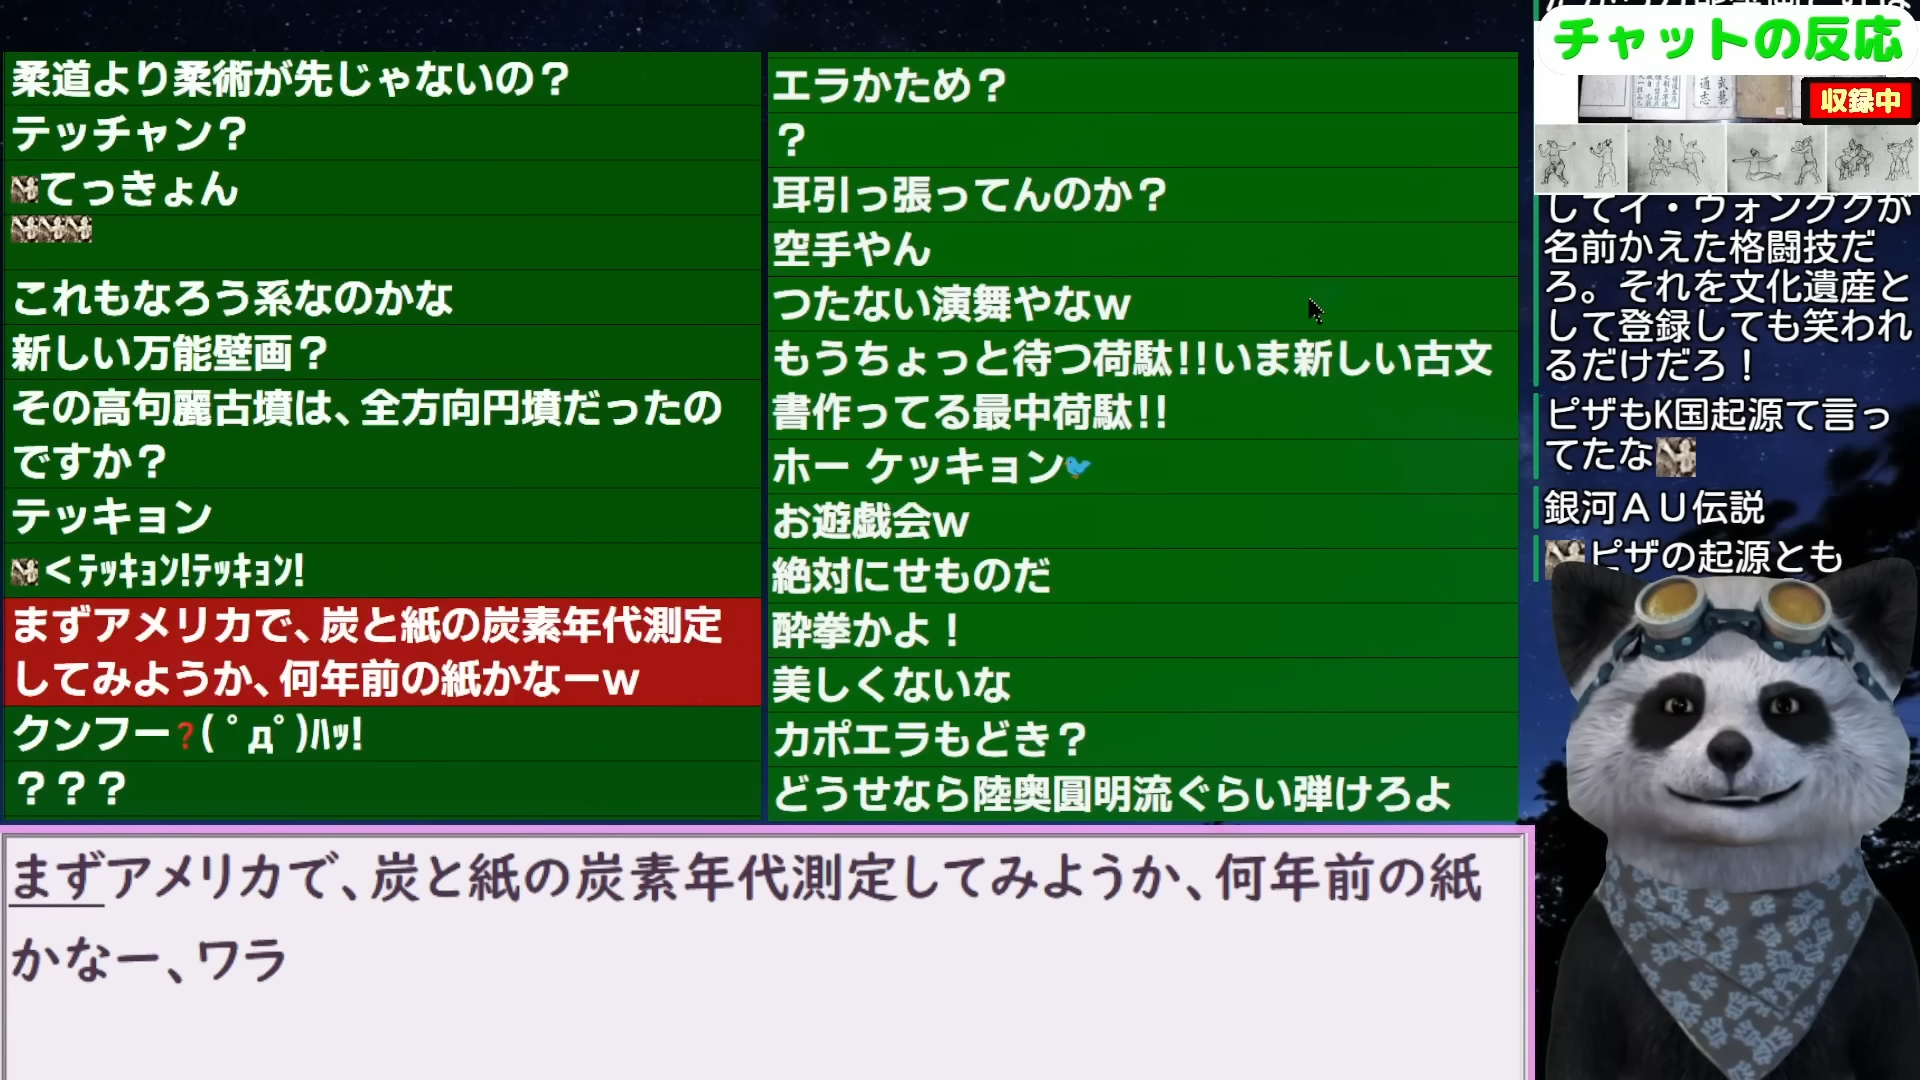 柔道より柔術が先じゃないの？
テッチャン？
てっきょん
これもなろう系なのかな
新しい万能壁画？
その高句麗古墳は、全方向円墳だったの
ですか？
テッキョン
＜ﾃｯｷｮﾝ!ﾃｯｷｮﾝ!
まずアメリカで、炭と紙の炭素年代測定
してみようか、何年前の紙かなーw
クンフー❓( ﾟдﾟ)ﾊｯ!
？？？
エラかため？
？
耳引っ張ってんのか？
空手やん
つたない演舞やなw
もうちょっと待つ荷駄!!いま新しい古文
書作ってる最中荷駄!!
ホー ケッキョン🐦
お遊戯会w
絶対にせものだ
酔拳かよ！
美しくないな
カポエラもどき？
どうせなら陸奥圓明流ぐらい弾けろよ
チャットの反応
収録中
してイ・ウォンググが
名前かえた格闘技だ
ろ。それを文化遺産と
して登録しても笑われ
るだけだろ！
ピザもK国起源て言っ
てたな
銀河ＡＵ伝説
ピザの起源とも
まずアメリカで、炭と紙の炭素年代測定してみようか、何年前の紙
かなー、ワラ